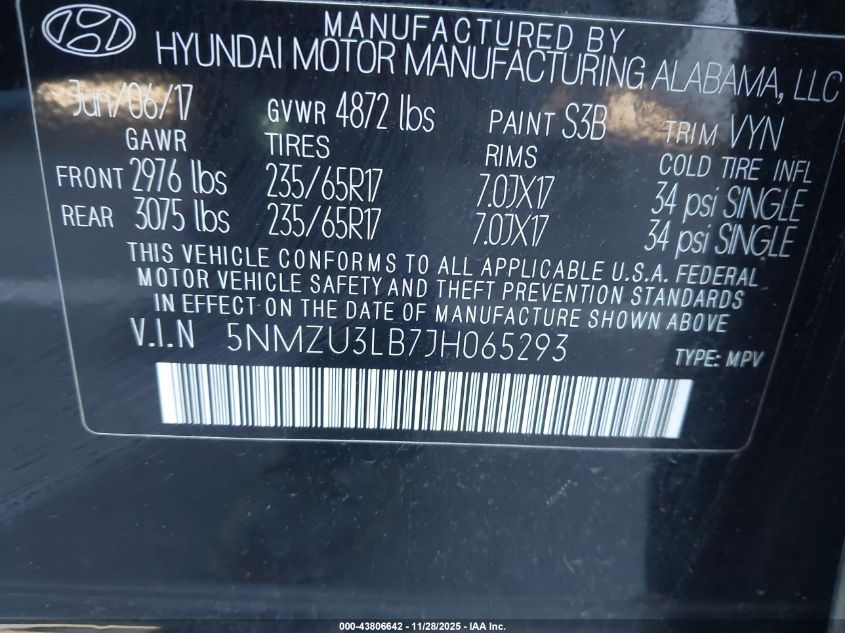 MANUFACTURED BY
HYUNDAI MOTOR MANUFACTURING ALABAMA, LLC
Jun/06/17 GVWR 4872 lbs PAINT S3B TRIM VYN
GAWR TIRES RIMS COLD TIRE INFL
FRONT 2976 lbs 235/65R17 7.0JX17 34 psi SINGLE
REAR 3075 lbs 235/65R17 7.0JX17 34 psi SINGLE
THIS VEHICLE CONFORMS TO ALL APPLICABLE U.S.A. FEDERAL
MOTOR VEHICLE SAFETY AND THEFT PREVENTION STANDARDS
IN EFFECT ON THE DATE OF MANUFACTURE SHOWN ABOVE.
V.I.N 5NMZU3LB7JH065293 TYPE: MPV
000-43806642 - 11/28/2025 - IAA Inc.